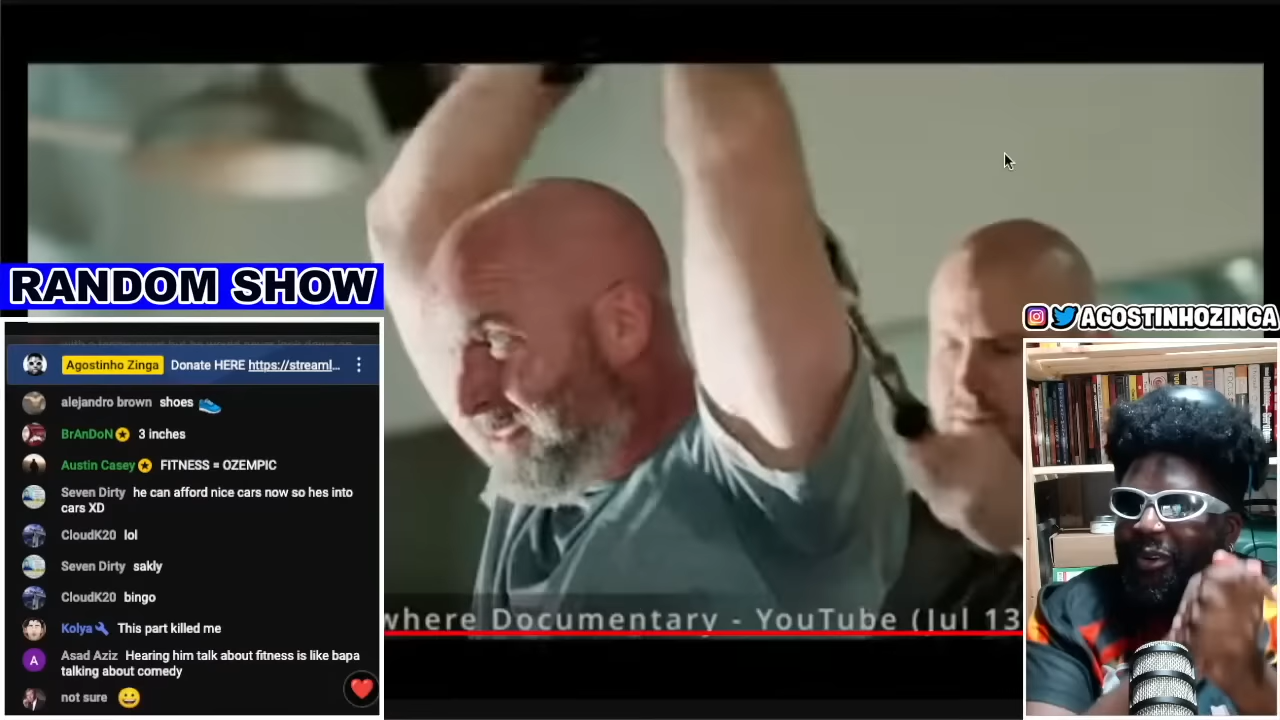 RANDOM SHOW
Agostinho Zinga Donate HERE https://streaml...
alejandro brown shoes
BrAnDoN 3 inches
Austin Casey FITNESS = OZEMPIC
Seven Dirty he can afford nice cars now so hes into
cars XD
CloudK20 lol
Seven Dirty sakly
CloudK20 bingo
Kolya This part killed me
A Asad Aziz Hearing him talk about fitness is like bapa
talking about comedy
not sure
where Documentary - YouTube (Jul 13
AGOSTINHOZINGA